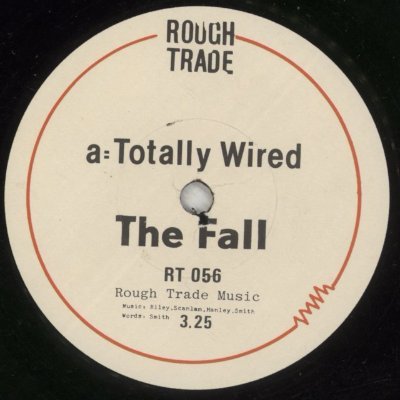 ROUGH
TRADE
a: Totally Wired
The Fall
RT 056
Rough Trade Music
Music: Riley,Scanlan,Hanley,Smith
Words: Smith
3.25